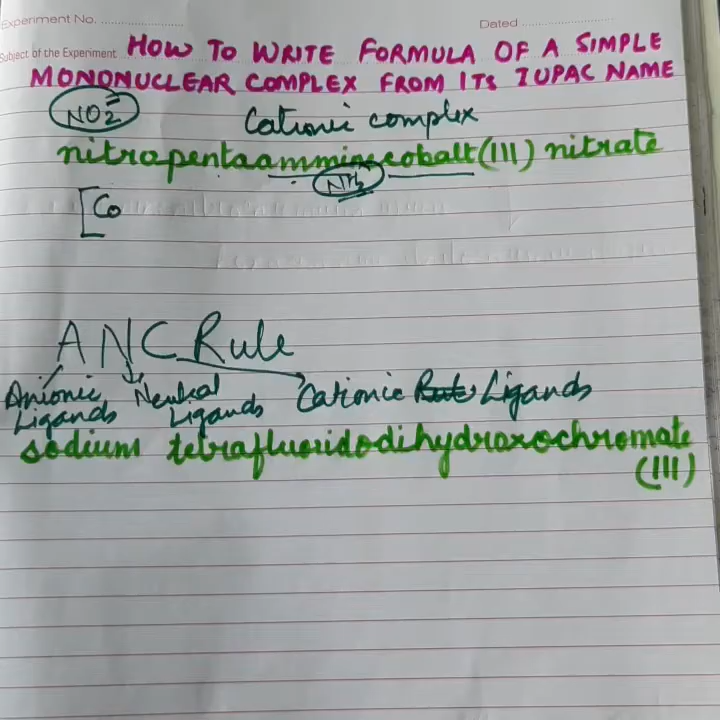 Experiment No. ........................ Dated ........................
Subject of the Experiment HOW TO WRITE FORMULA OF A SIMPLE
MONONUCLEAR COMPLEX FROM ITS IUPAC NAME
NO2 Cationic complex
nitropentaamminecobalt(III) nitrate
NH3
[Co
ANC Rule
Anionic Ligands Neutral Ligands Cationic Ligands
sodium tetrafluoridodihydroxochromate
(III)